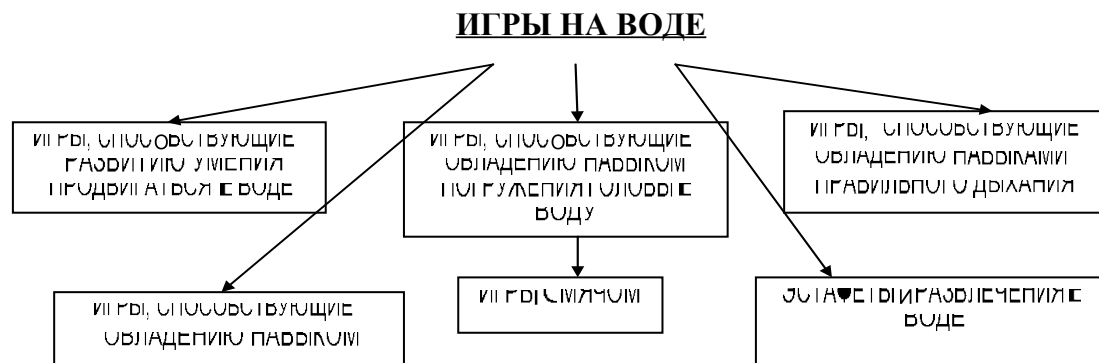 ИГРЫ НА ВОДЕ
ИГРЫ, СПОСОБСТВУЮЩИЕ
РАЗВИТИЮ УМЕНИЯ
ПРОДВИГАТЬСЯ В ВОДЕ
ИГРЫ, СПОСОБСТВУЮЩИЕ
ОВЛАДЕНИЮ НАВЫКОМ
ПОГРУЖЕНИЯ ГОЛОВЫ В
ВОДУ
ИГРЫ, СПОСОБСТВУЮЩИЕ
ОВЛАДЕНИЮ НАВЫКАМИ
ПРАВИЛЬНОГО ДЫХАНИЯ
ИГРЫ, СПОСОБСТВУЮЩИЕ
ОВЛАДЕНИЮ НАВЫКОМ
ИГРЫ С МЯЧОМ
ЭСТАФЕТЫ И РАЗВЛЕЧЕНИЯ В
ВОДЕ